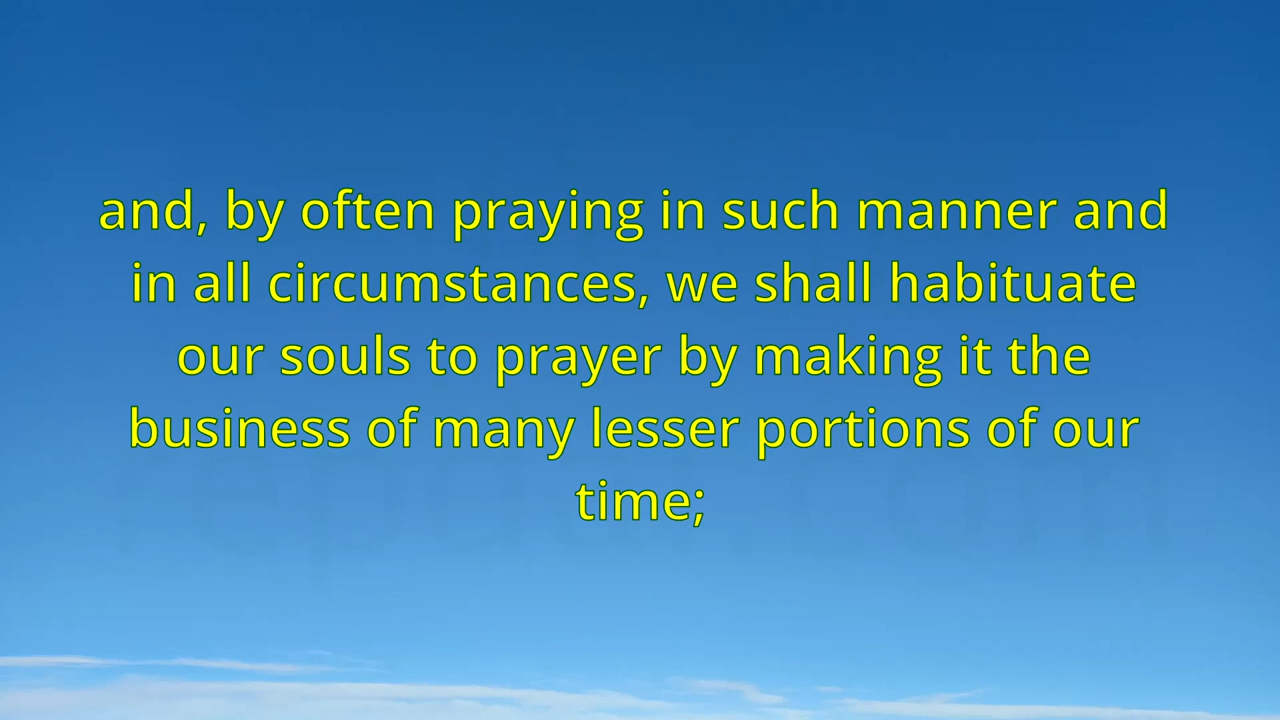 and, by often praying in such manner and
in all circumstances, we shall habituate
our souls to prayer by making it the
business of many lesser portions of our
time;